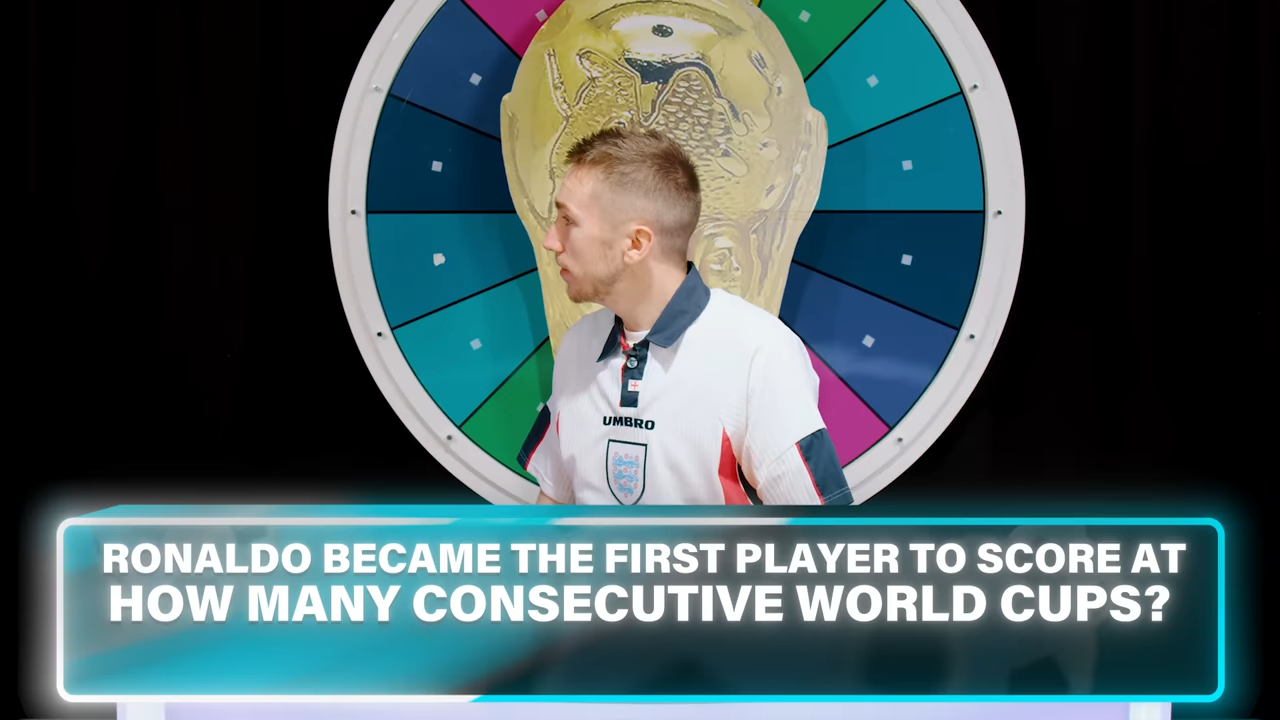 UMBRO
RONALDO BECAME THE FIRST PLAYER TO SCORE AT
HOW MANY CONSECUTIVE WORLD CUPS?